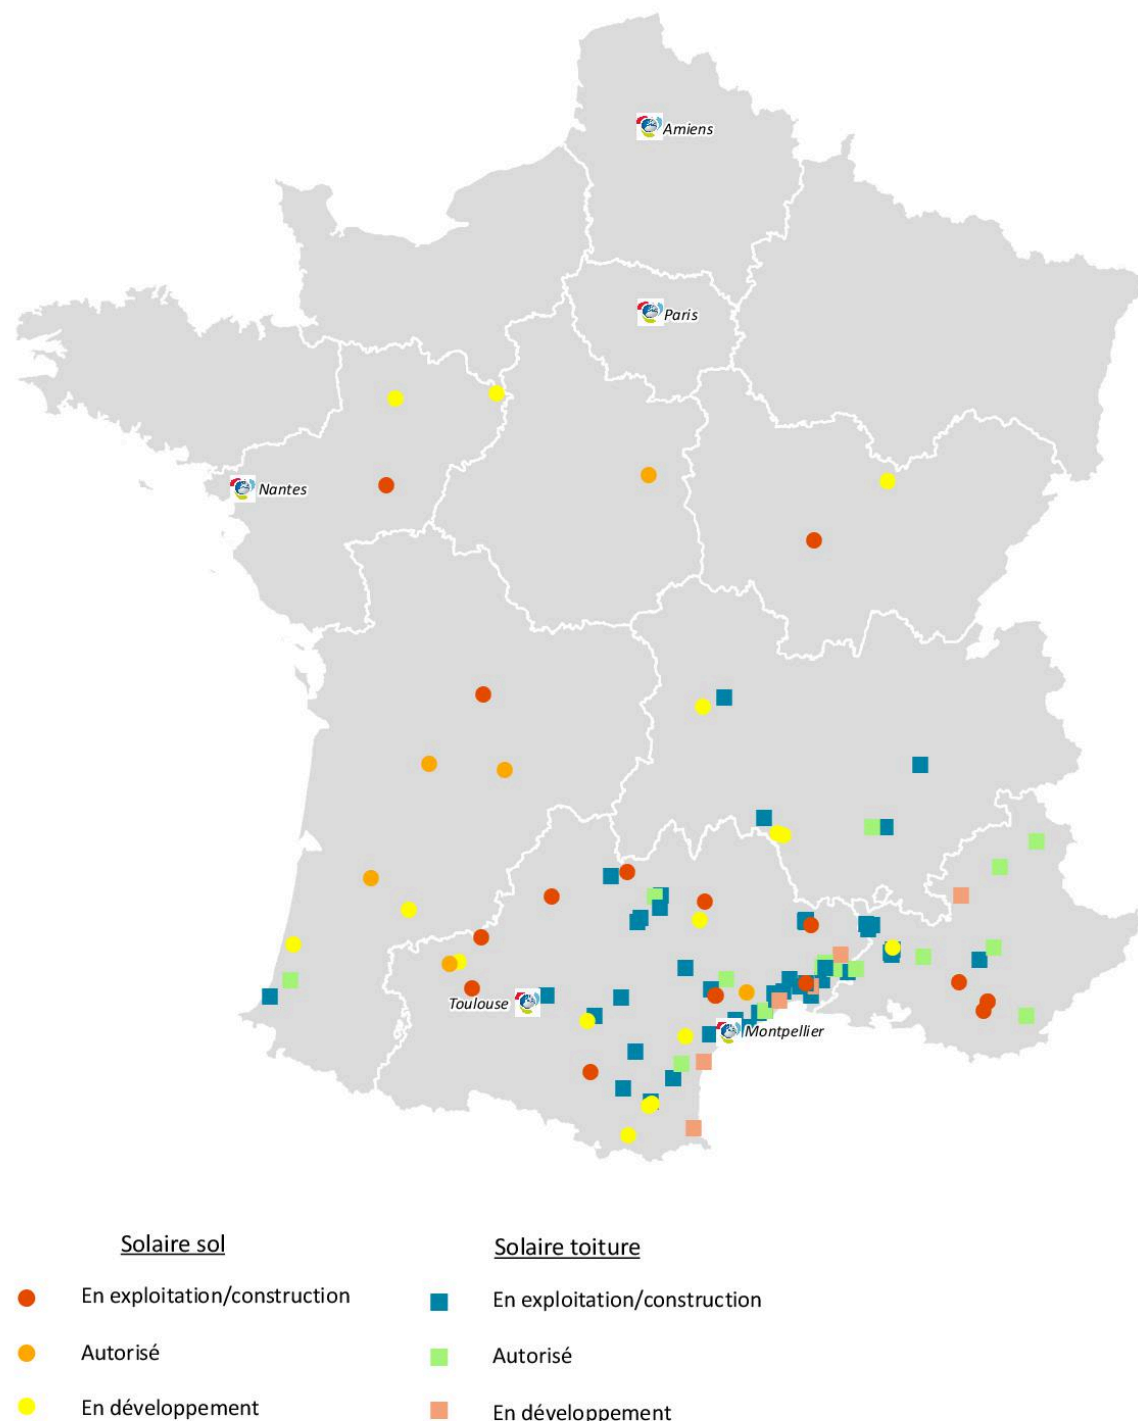 Amiens
Paris
Nantes
Toulouse
Montpellier
Solaire sol
Solaire toiture
En exploitation/construction
En exploitation/construction
Autorisé
Autorisé
En développement
En développement